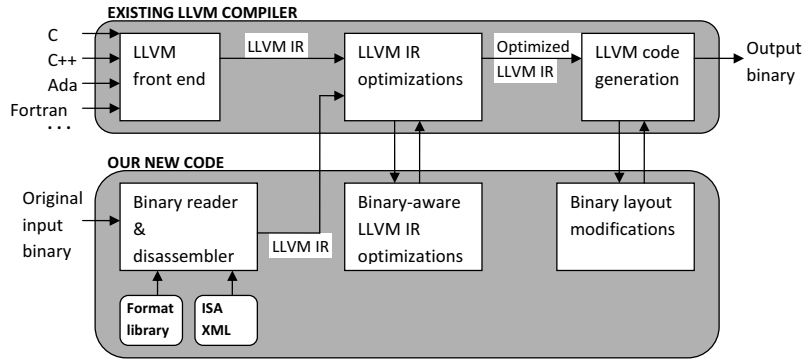 EXISTING LLVM COMPILER
C
C++
Ada
Fortran
...
LLVM
front end
LLVM IR
LLVM IR
optimizations
Optimized
LLVM IR
LLVM code
generation
Output
binary
OUR NEW CODE
Original
input
binary
Binary reader
&
disassembler
LLVM IR
Binary-aware
LLVM IR
optimizations
Binary layout
modifications
Format
library
ISA
XML